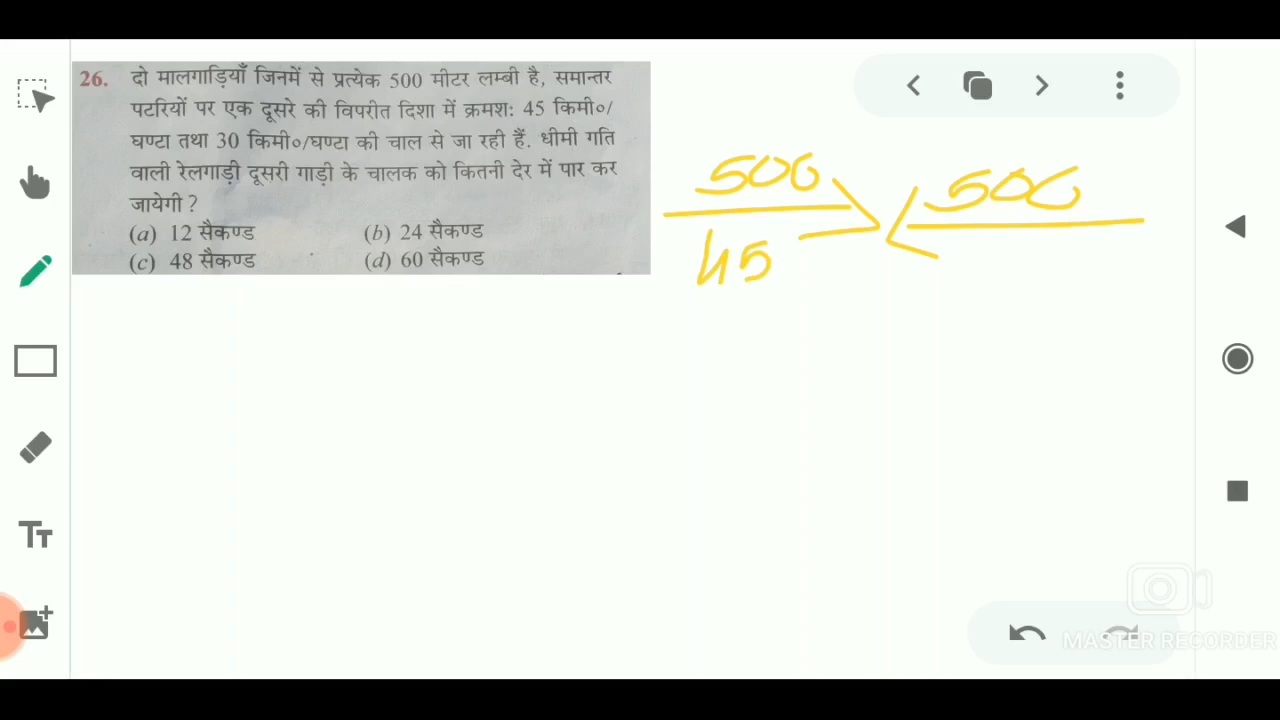 26. दो मालगाड़ियाँ जिनमें से प्रत्येक 500 मीटर लम्बी है, समान्तर
पटरियों पर एक दूसरे की विपरीत दिशा में क्रमश: 45 किमी०/
घण्टा तथा 30 किमी०/घण्टा की चाल से जा रही हैं. धीमी गति
वाली रेलगाड़ी दूसरी गाड़ी के चालक को कितनी देर में पार कर
जायेगी ?
(a) 12 सैकण्ड (b) 24 सैकण्ड
(c) 48 सैकण्ड (d) 60 सैकण्ड
500 500
45
TT
MASTER RECORDER